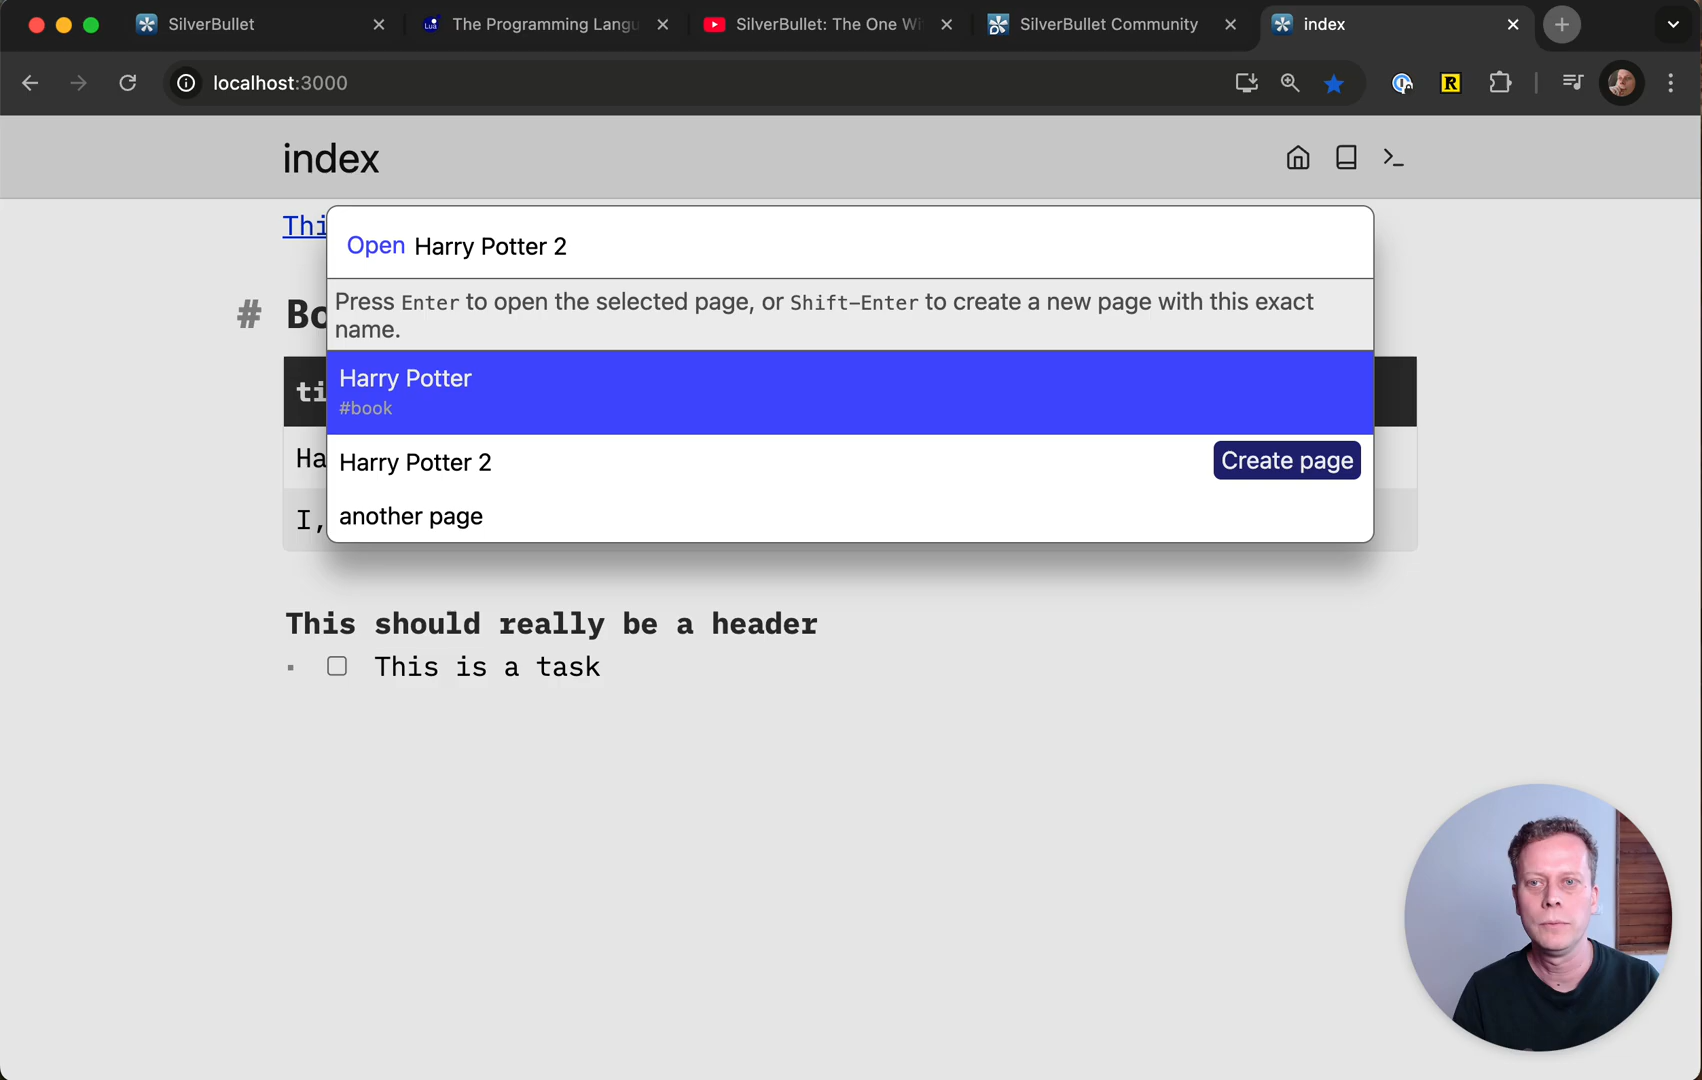 SilverBullet
The Programming Langu
SilverBullet: The One Wi
SilverBullet Community
index
localhost:3000
index
Thi
Open Harry Potter 2
Press Enter to open the selected page, or Shift-Enter to create a new page with this exact
name.
# Bo
Harry Potter
#book
ti
Harry Potter 2
Create page
Ha
another page
I,
This should really be a header
This is a task